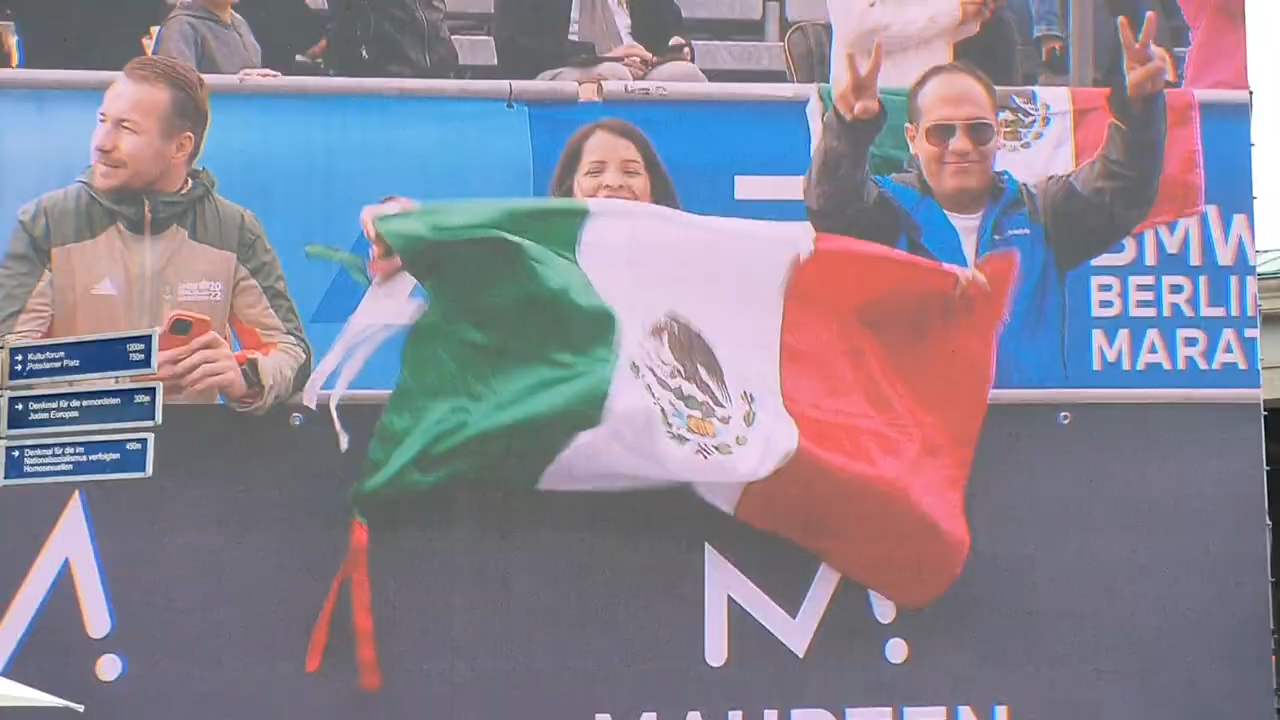 BMW
BERLIN
MARAT
Kulturforum 1200m
Potsdamer Platz 750m
Denkmal für die ermordeten 300m
Juden Europas
Denkmal für die im 450m
Nationalsozialismus verfolgten
Homosexuellen
MAURTEN